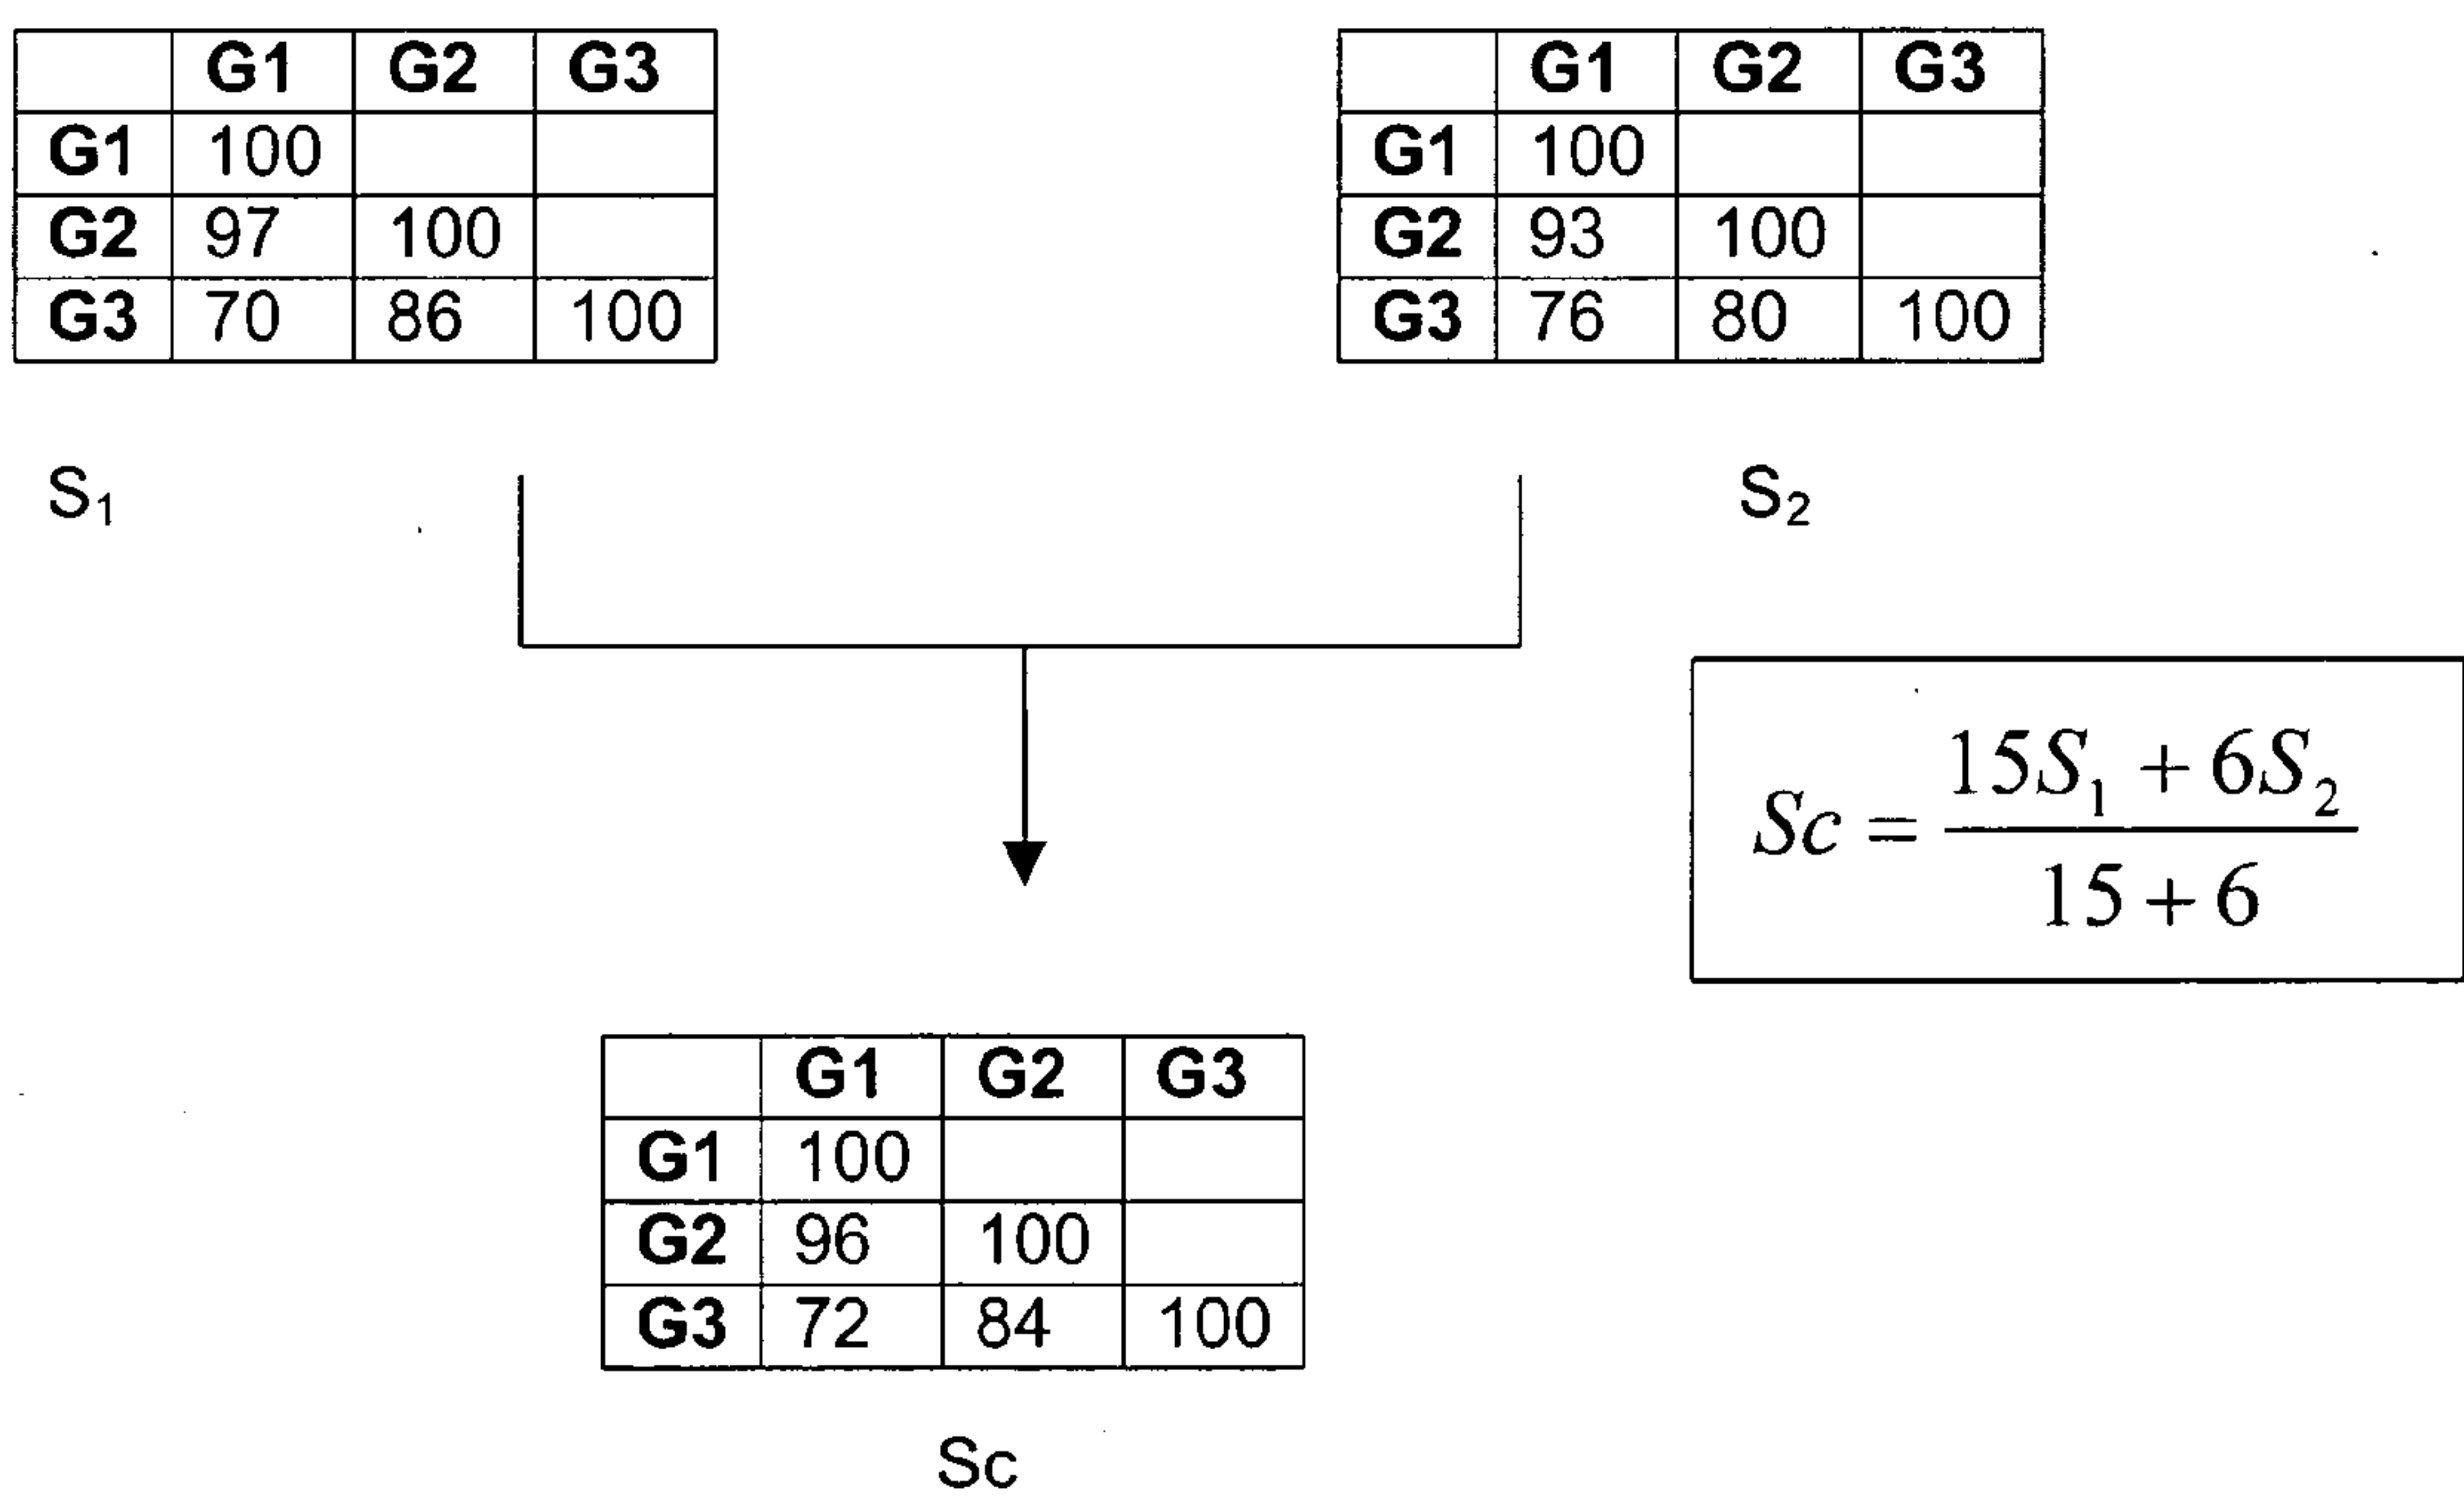 G1 G2 G3
G1 100
G2 97 100
G3 70 86 100
S₁
G1 G2 G3
G1 100
G2 93 100
G3 76 80 100
S₂
Sc = (15S₁ + 6S₂) / (15 + 6)
G1 G2 G3
G1 100
G2 96 100
G3 72 84 100
Sc